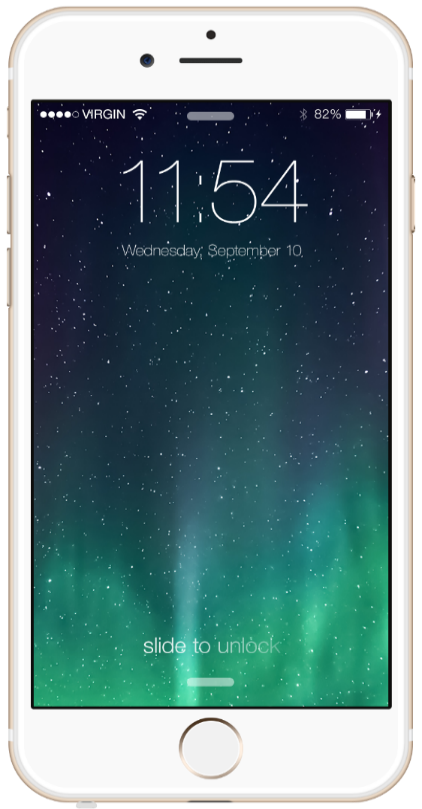 VIRGIN 82%
11:54
Wednesday, September 10
slide to unlock